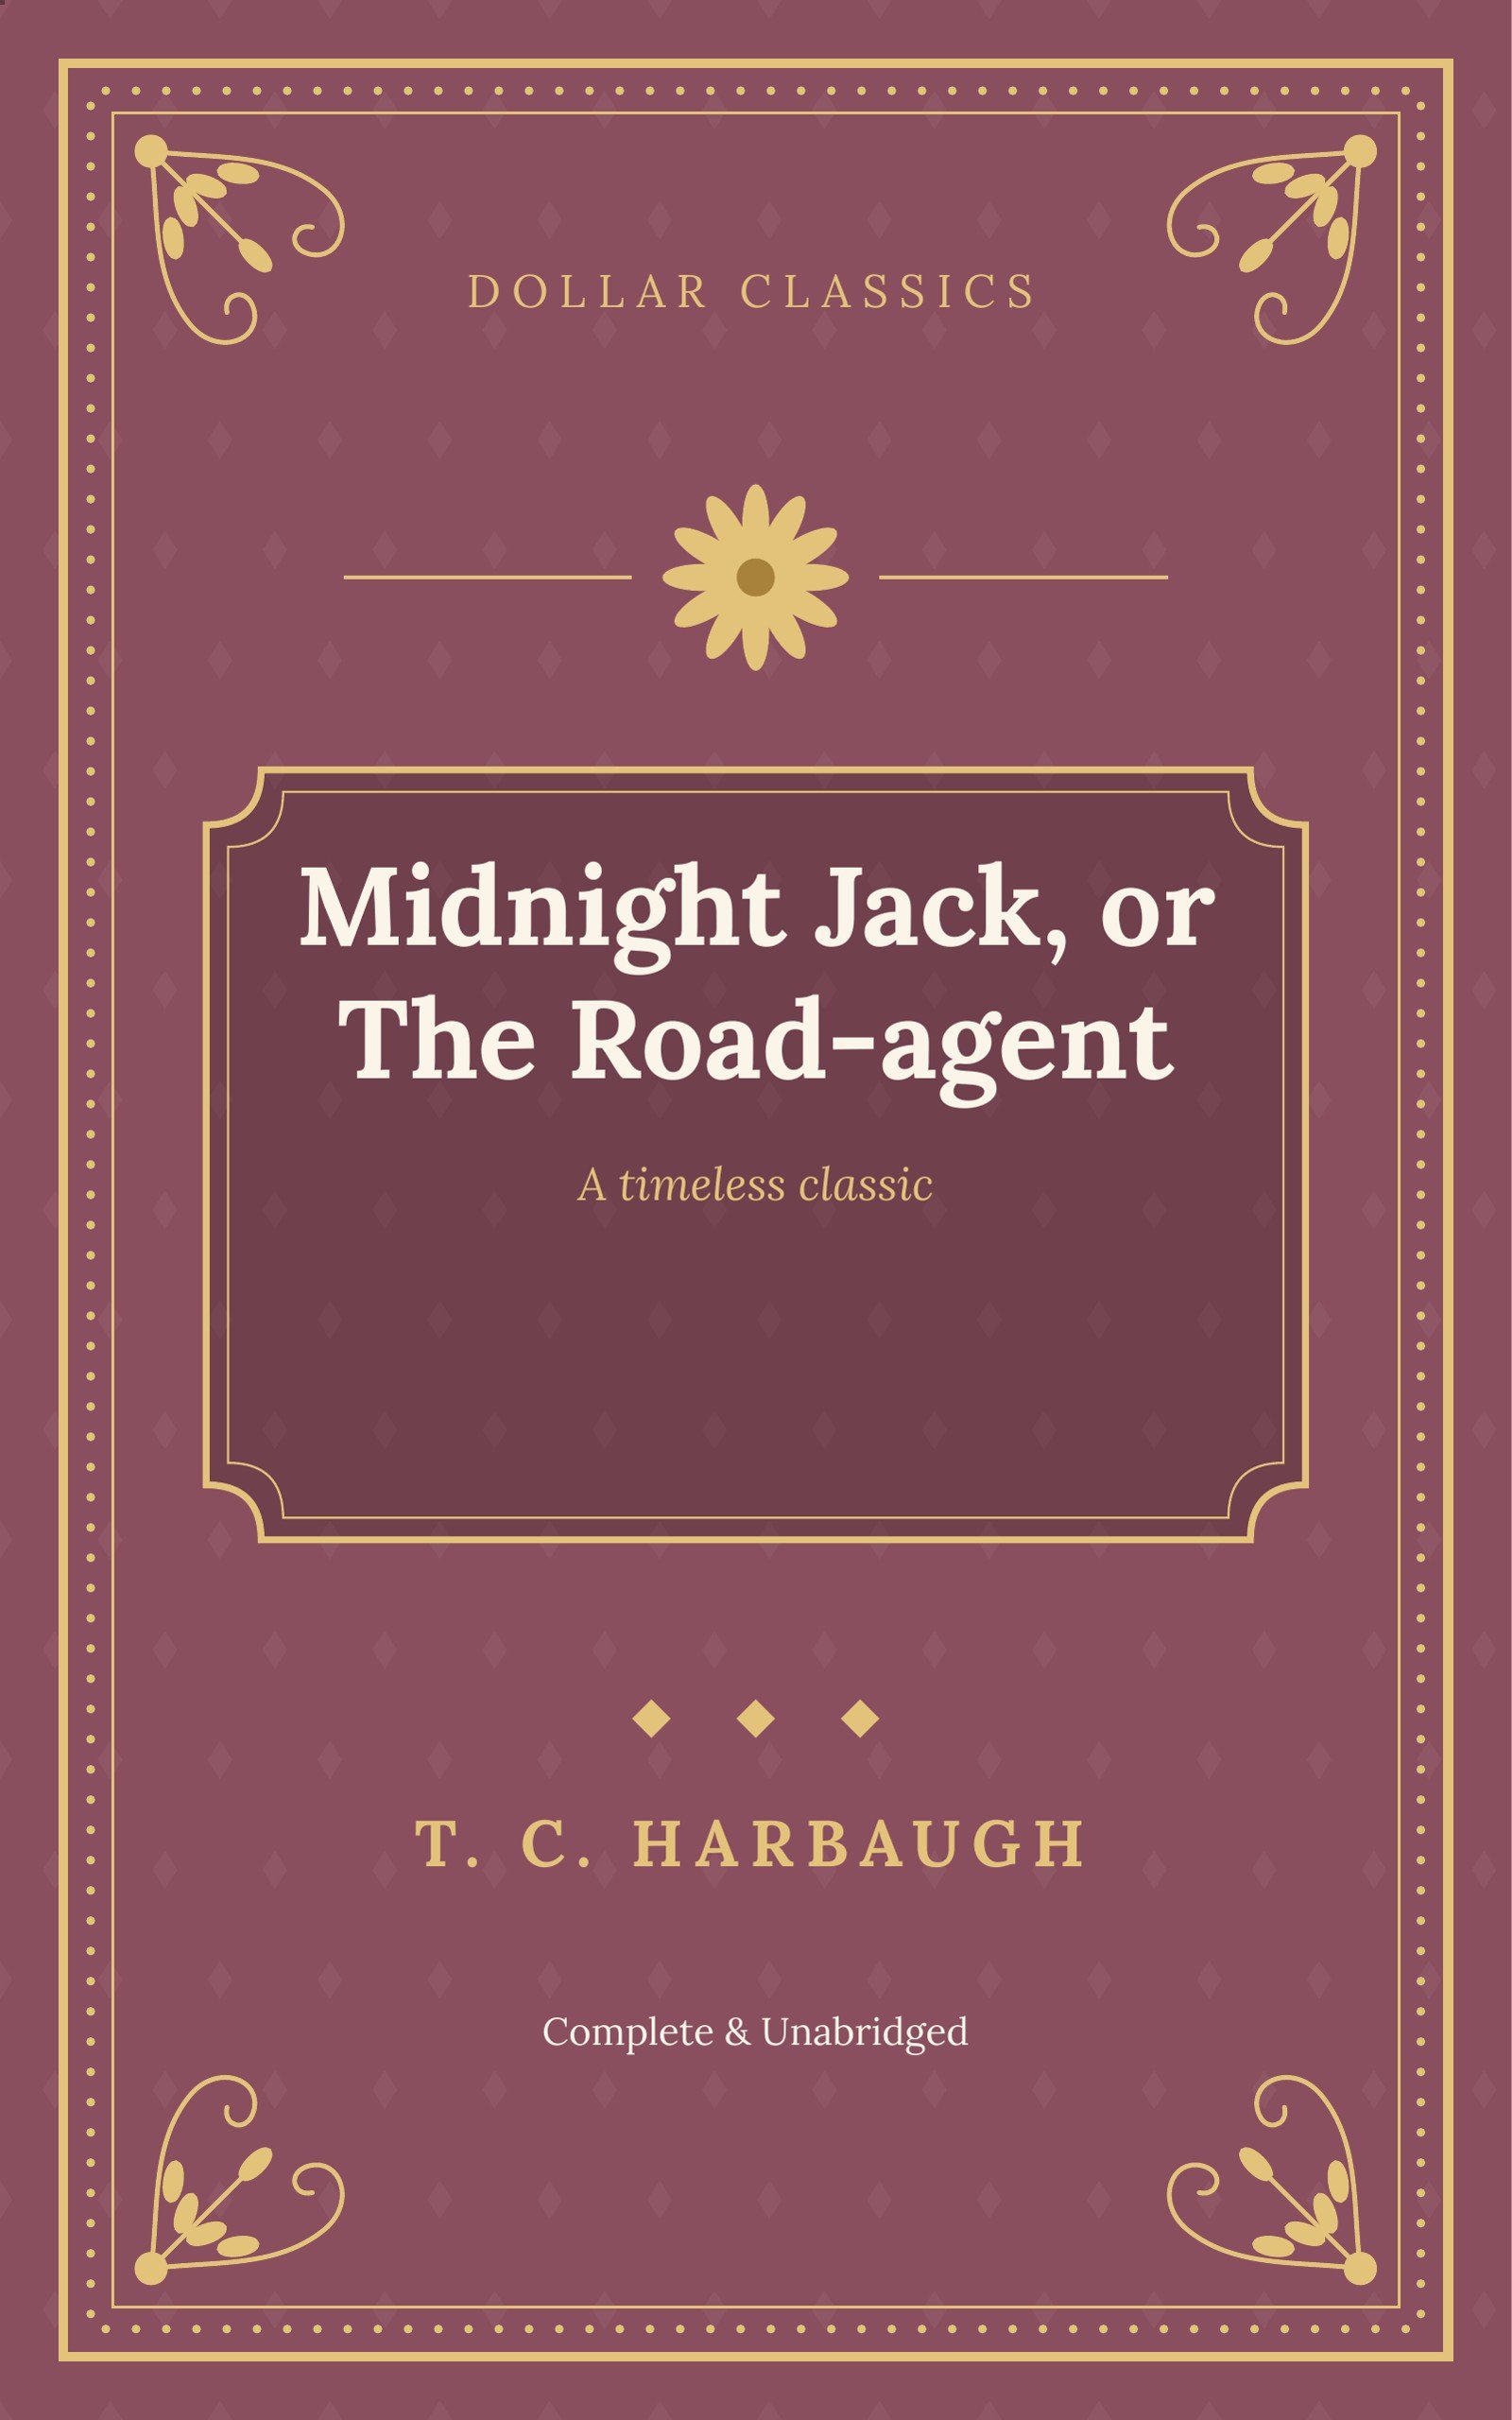 DOLLAR CLASSICS
Midnight Jack, or
The Road-agent
A timeless classic
T. C. HARBAUGH
Complete & Unabridged